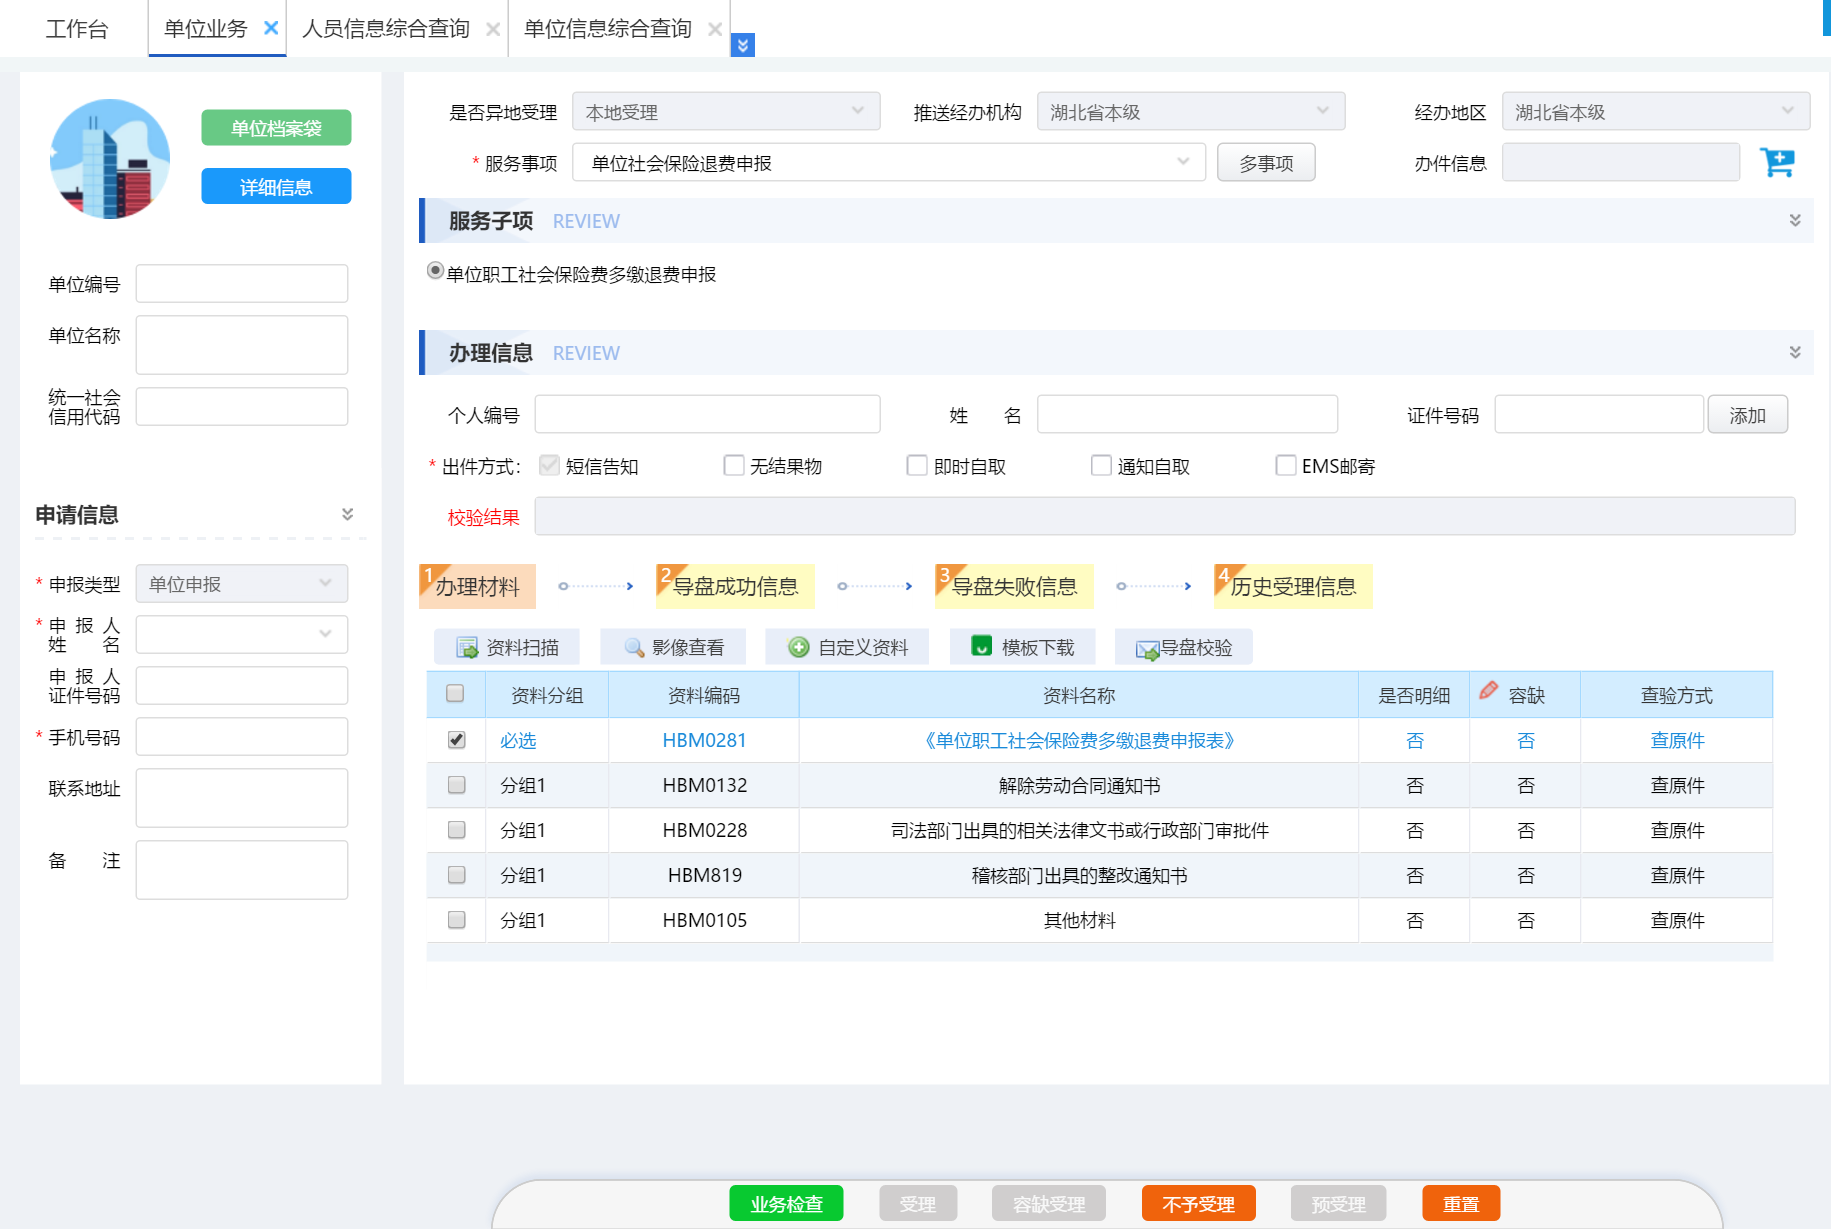 工作台 单位业务 人员信息综合查询 单位信息综合查询
单位档案袋
详细信息
单位编号
单位名称
统一社会
信用代码
申请信息
* 申报类型 单位申报
* 申报人
姓名
申报人
证件号码
* 手机号码
联系地址
备注
是否异地受理 本地受理 推送经办机构 湖北省本级 经办地区 湖北省本级
* 服务事项 单位社会保险退费申报 多事项 办件信息
服务子项 REVIEW
单位职工社会保险费多缴退费申报
办理信息 REVIEW
个人编号 姓名 证件号码 添加
* 出件方式： 短信告知 无结果物 即时自取 通知自取 EMS邮寄
校验结果
1 办理材料 2 导盘成功信息 3 导盘失败信息 4 历史受理信息
资料扫描 影像查看 自定义资料 模板下载 导盘校验
资料分组 资料编码 资料名称 是否明细 容缺 查验方式
必选 HBM0281 《单位职工社会保险费多缴退费申报表》 否 否 查原件
分组1 HBM0132 解除劳动合同通知书 否 否 查原件
分组1 HBM0228 司法部门出具的相关法律文书或行政部门审批件 否 否 查原件
分组1 HBM819 稽核部门出具的整改通知书 否 否 查原件
分组1 HBM0105 其他材料 否 否 查原件
业务检查 受理 容缺受理 不予受理 预受理 重置